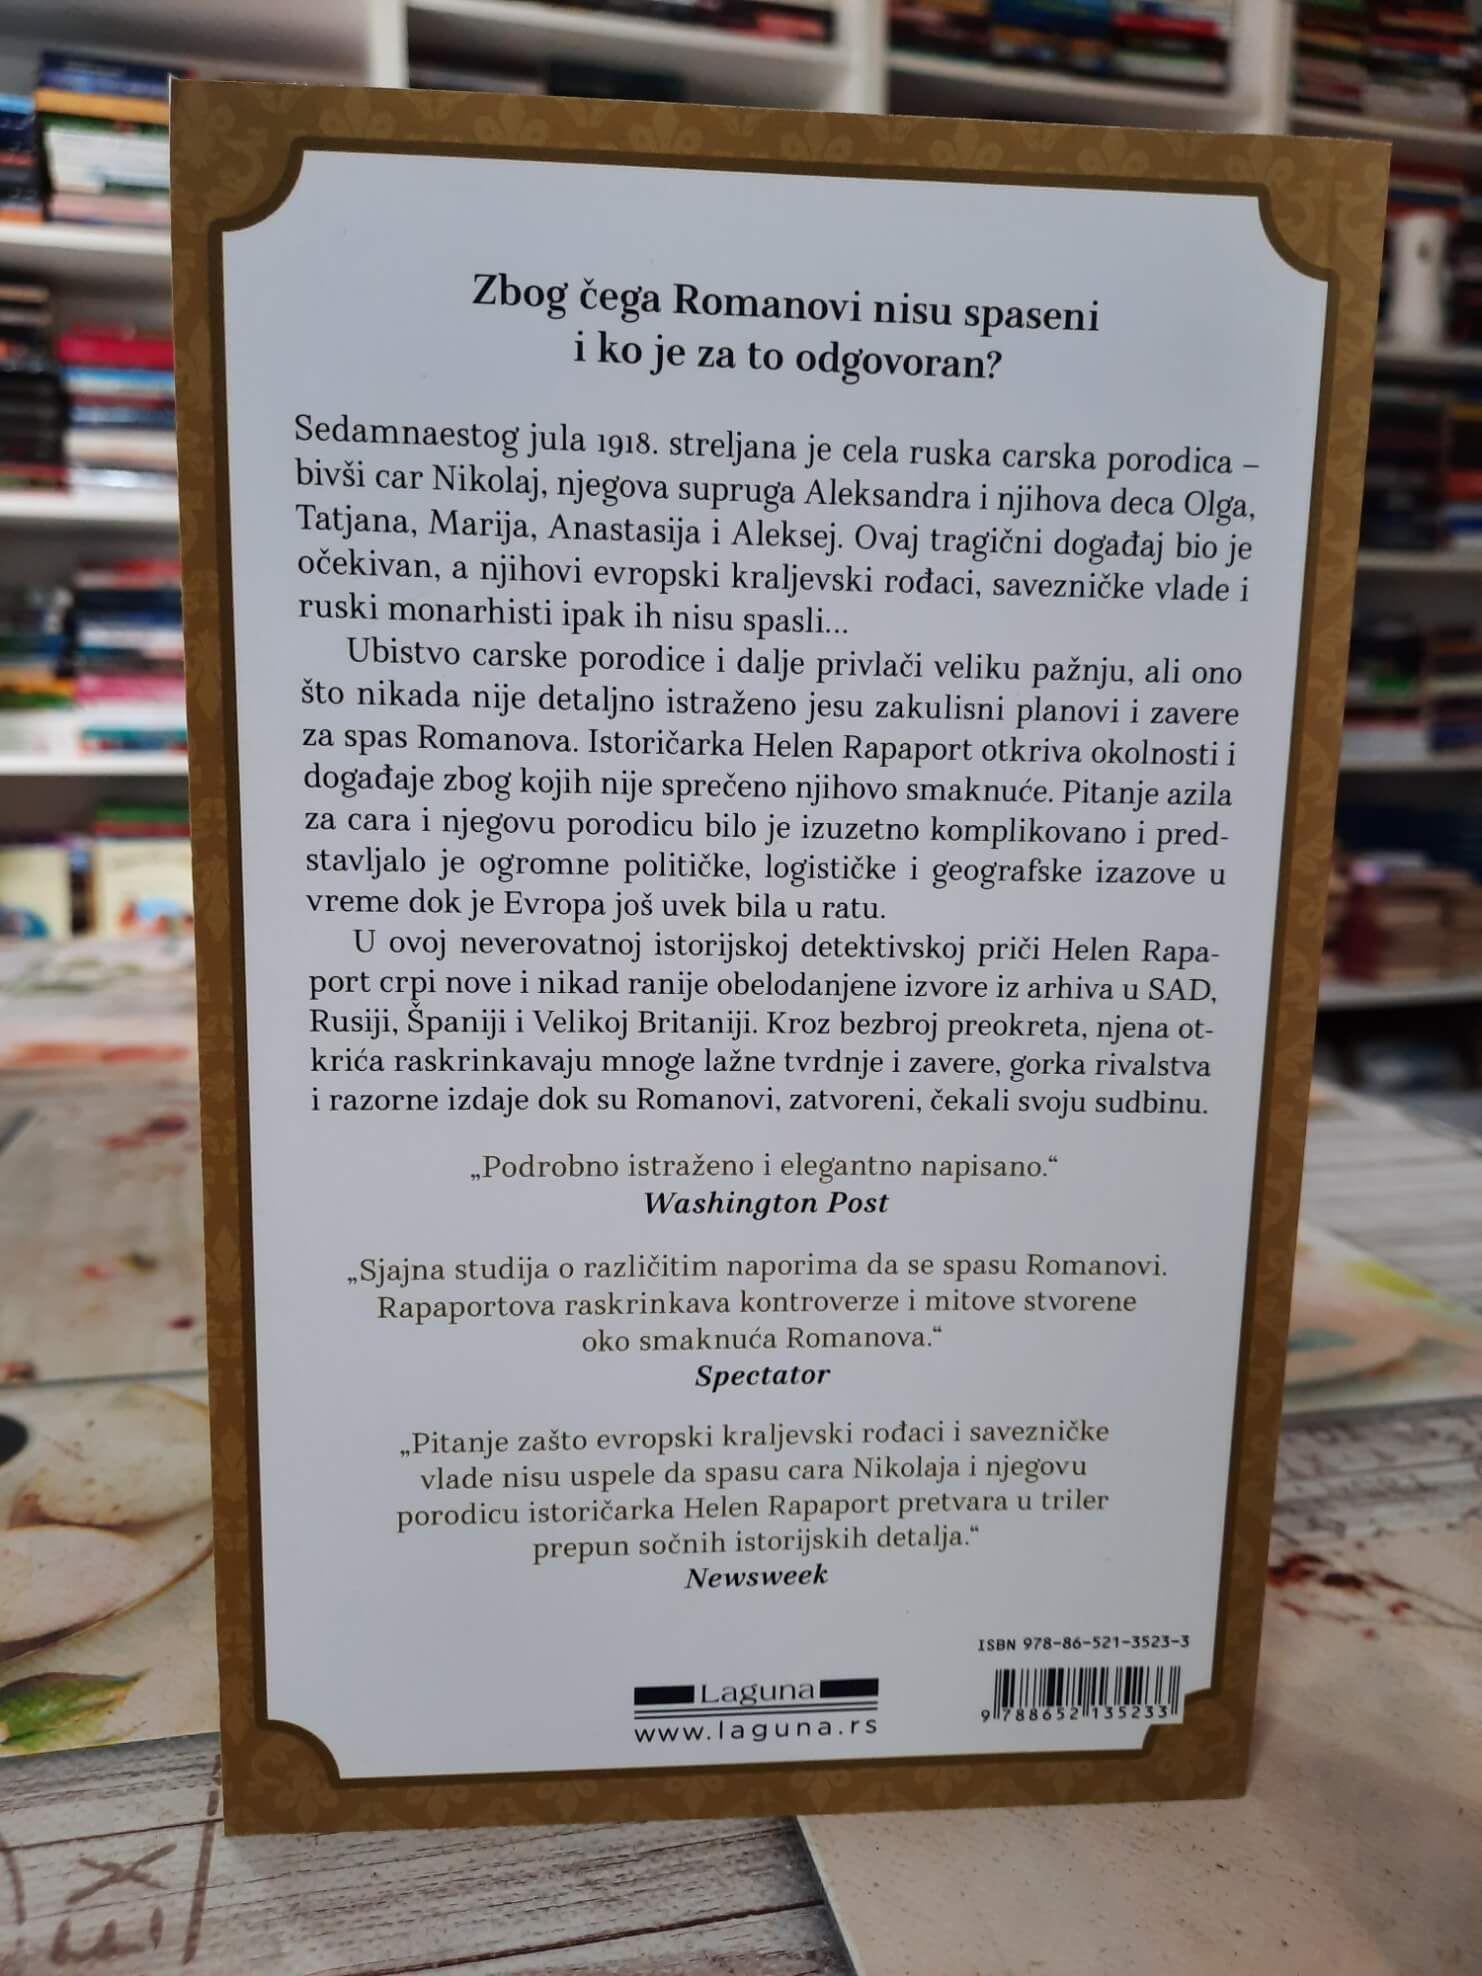 Zbog čega Romanovi nisu spaseni
i ko je za to odgovoran?
Sedamnaestog jula 1918. streljana je cela ruska carska porodica –
bivši car Nikolaj, njegova supruga Aleksandra i njihova deca Olga,
Tatjana, Marija, Anastasija i Aleksej. Ovaj tragični događaj bio je
očekivan, a njihovi evropski kraljevski rođaci, savezničke vlade i
ruski monarhisti ipak ih nisu spasli...
Ubistvo carske porodice i dalje privlači veliku pažnju, ali ono
što nikada nije detaljno istraženo jesu zakulisni planovi i zavere
za spas Romanova. Istoričarka Helen Rapaport otkriva okolnosti i
događaje zbog kojih nije sprečeno njihovo smaknuće. Pitanje azila
za cara i njegovu porodicu bilo je izuzetno komplikovano i pred-
stavljalo je ogromne političke, logističke i geografske izazove u
vreme dok je Evropa još uvek bila u ratu.
U ovoj neverovatnoj istorijskoj detektivskoj priči Helen Rapa-
port crpi nove i nikad ranije obelodanjene izvore iz arhiva u SAD,
Rusiji, Španiji i Velikoj Britaniji. Kroz bezbroj preokreta, njena ot-
krića raskrinkavaju mnoge lažne tvrdnje i zavere, gorka rivalstva
i razorne izdaje dok su Romanovi, zatvoreni, čekali svoju sudbinu.
„Podrobno istraženo i elegantno napisano.“
Washington Post
„Sjajna studija o različitim naporima da se spasu Romanovi.
Rapaportova raskrinkava kontroverze i mitove stvorene
oko smaknuća Romanova.“
Spectator
„Pitanje zašto evropski kraljevski rođaci i savezničke
vlade nisu uspele da spasu cara Nikolaja i njegovu
porodicu istoričarka Helen Rapaport pretvara u triler
prepun sočnih istorijskih detalja.“
Newsweek
ISBN 978-86-521-3523-3
9 788652 135233
Laguna
www.laguna.rs
EX